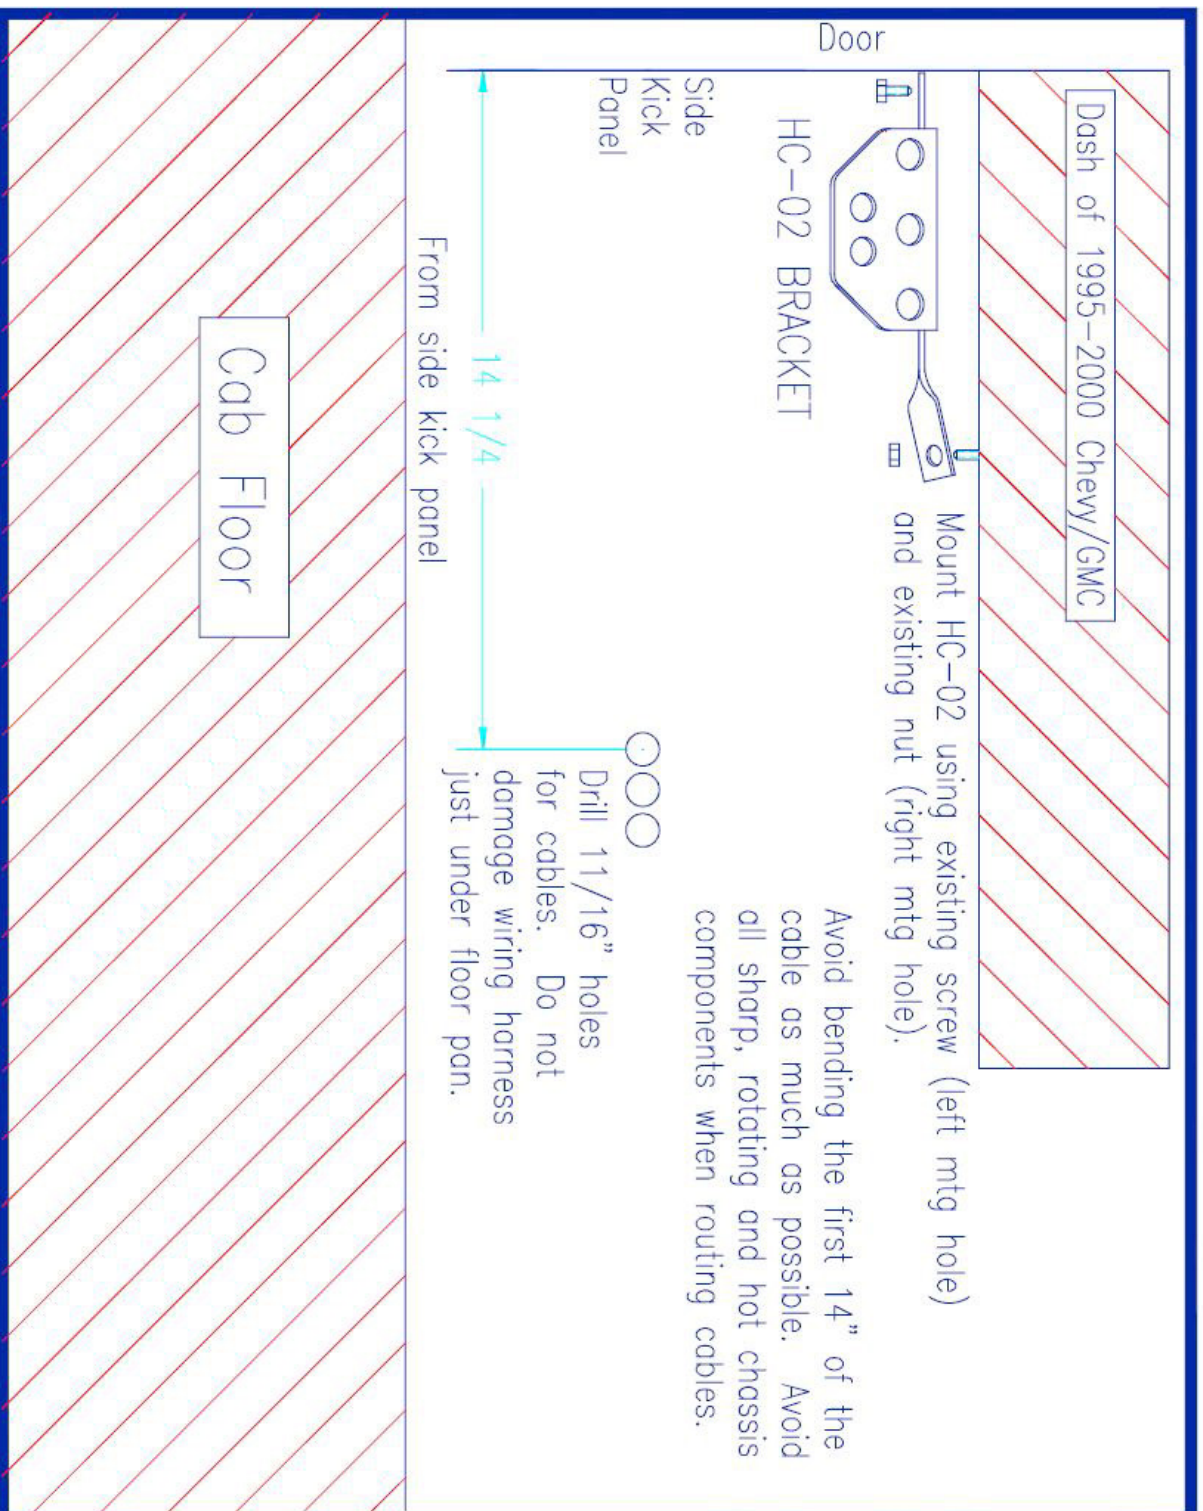 Door
Dash of 1995-2000 Chevy/GMC
HC-02 BRACKET
Side
Kick
Panel
Mount HC-02 using existing screw (left mtg hole)
and existing nut (right mtg hole).
Avoid bending the first 14" of the
cable as much as possible. Avoid
all sharp, rotating and hot chassis
components when routing cables.
Drill 11/16" holes
for cables. Do not
damage wiring harness
just under floor pan.
14 1/4
From side kick panel
Cab Floor